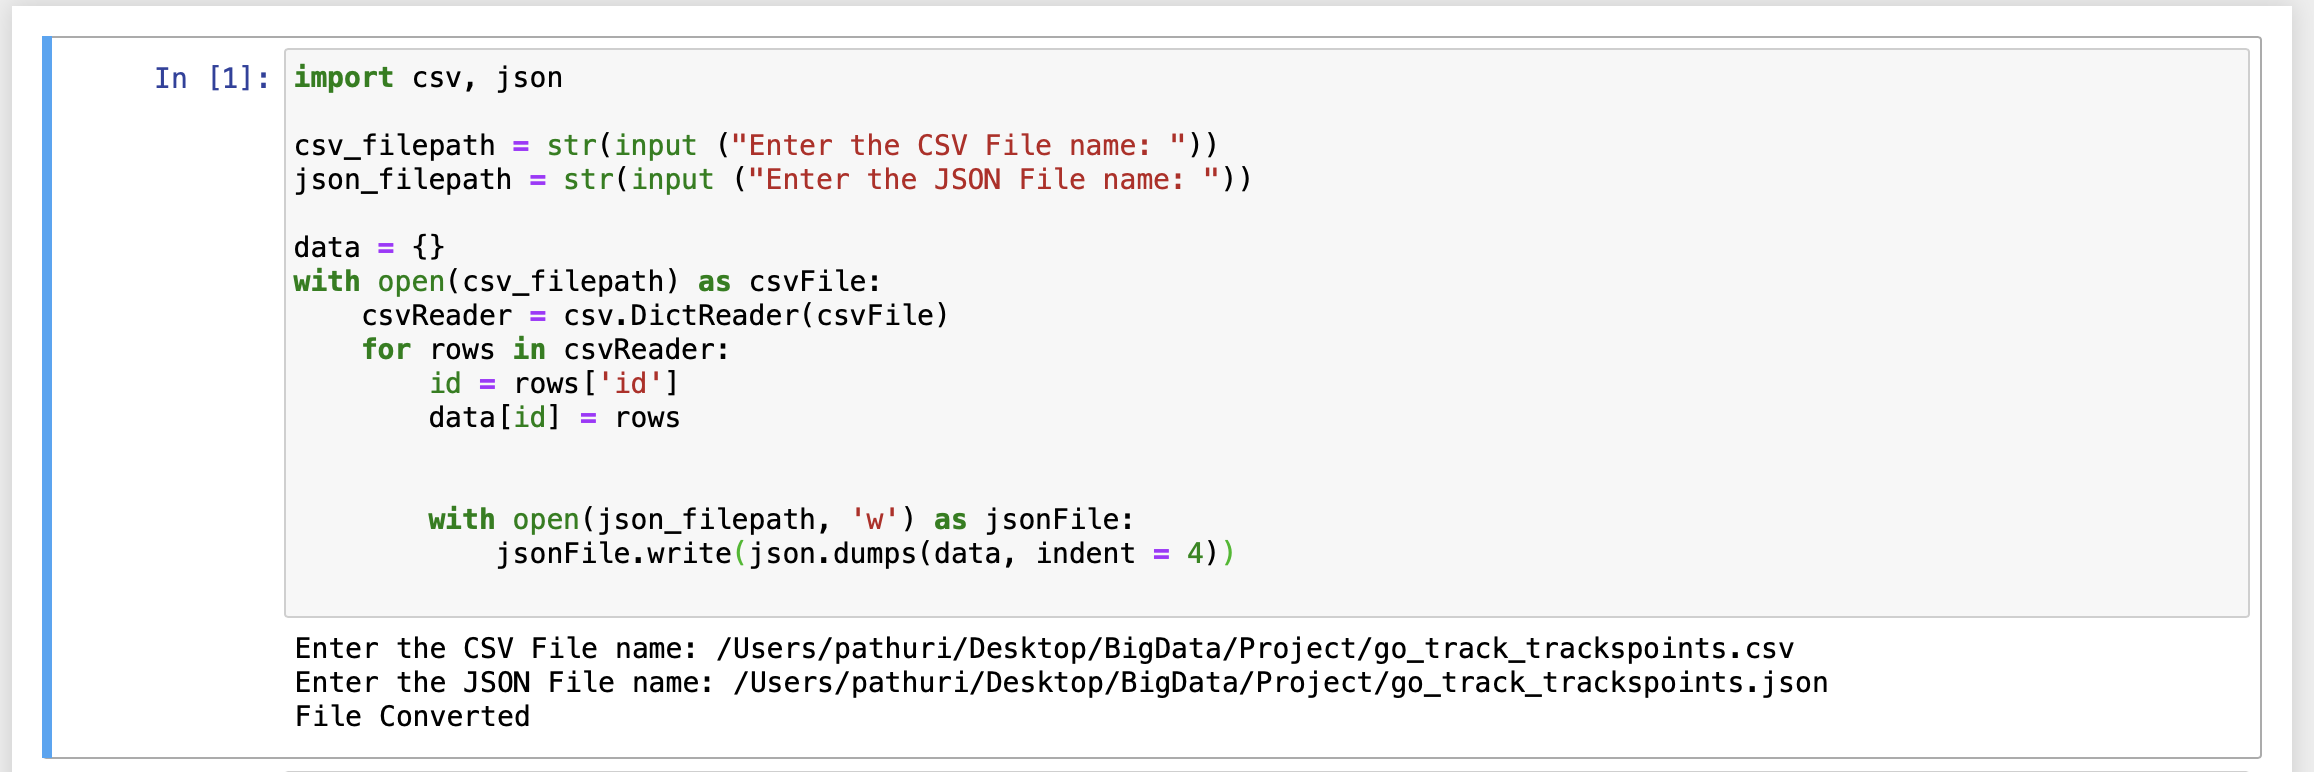 In [1]:
import csv, json
csv_filepath = str(input ("Enter the CSV File name: "))
json_filepath = str(input ("Enter the JSON File name: "))
data = {}
with open(csv_filepath) as csvFile:
    csvReader = csv.DictReader(csvFile)
    for rows in csvReader:
        id = rows['id']
        data[id] = rows
        with open(json_filepath, 'w') as jsonFile:
            jsonFile.write(json.dumps(data, indent = 4))
Enter the CSV File name: /Users/pathuri/Desktop/BigData/Project/go_track_trackspoints.csv
Enter the JSON File name: /Users/pathuri/Desktop/BigData/Project/go_track_trackspoints.json
File Converted